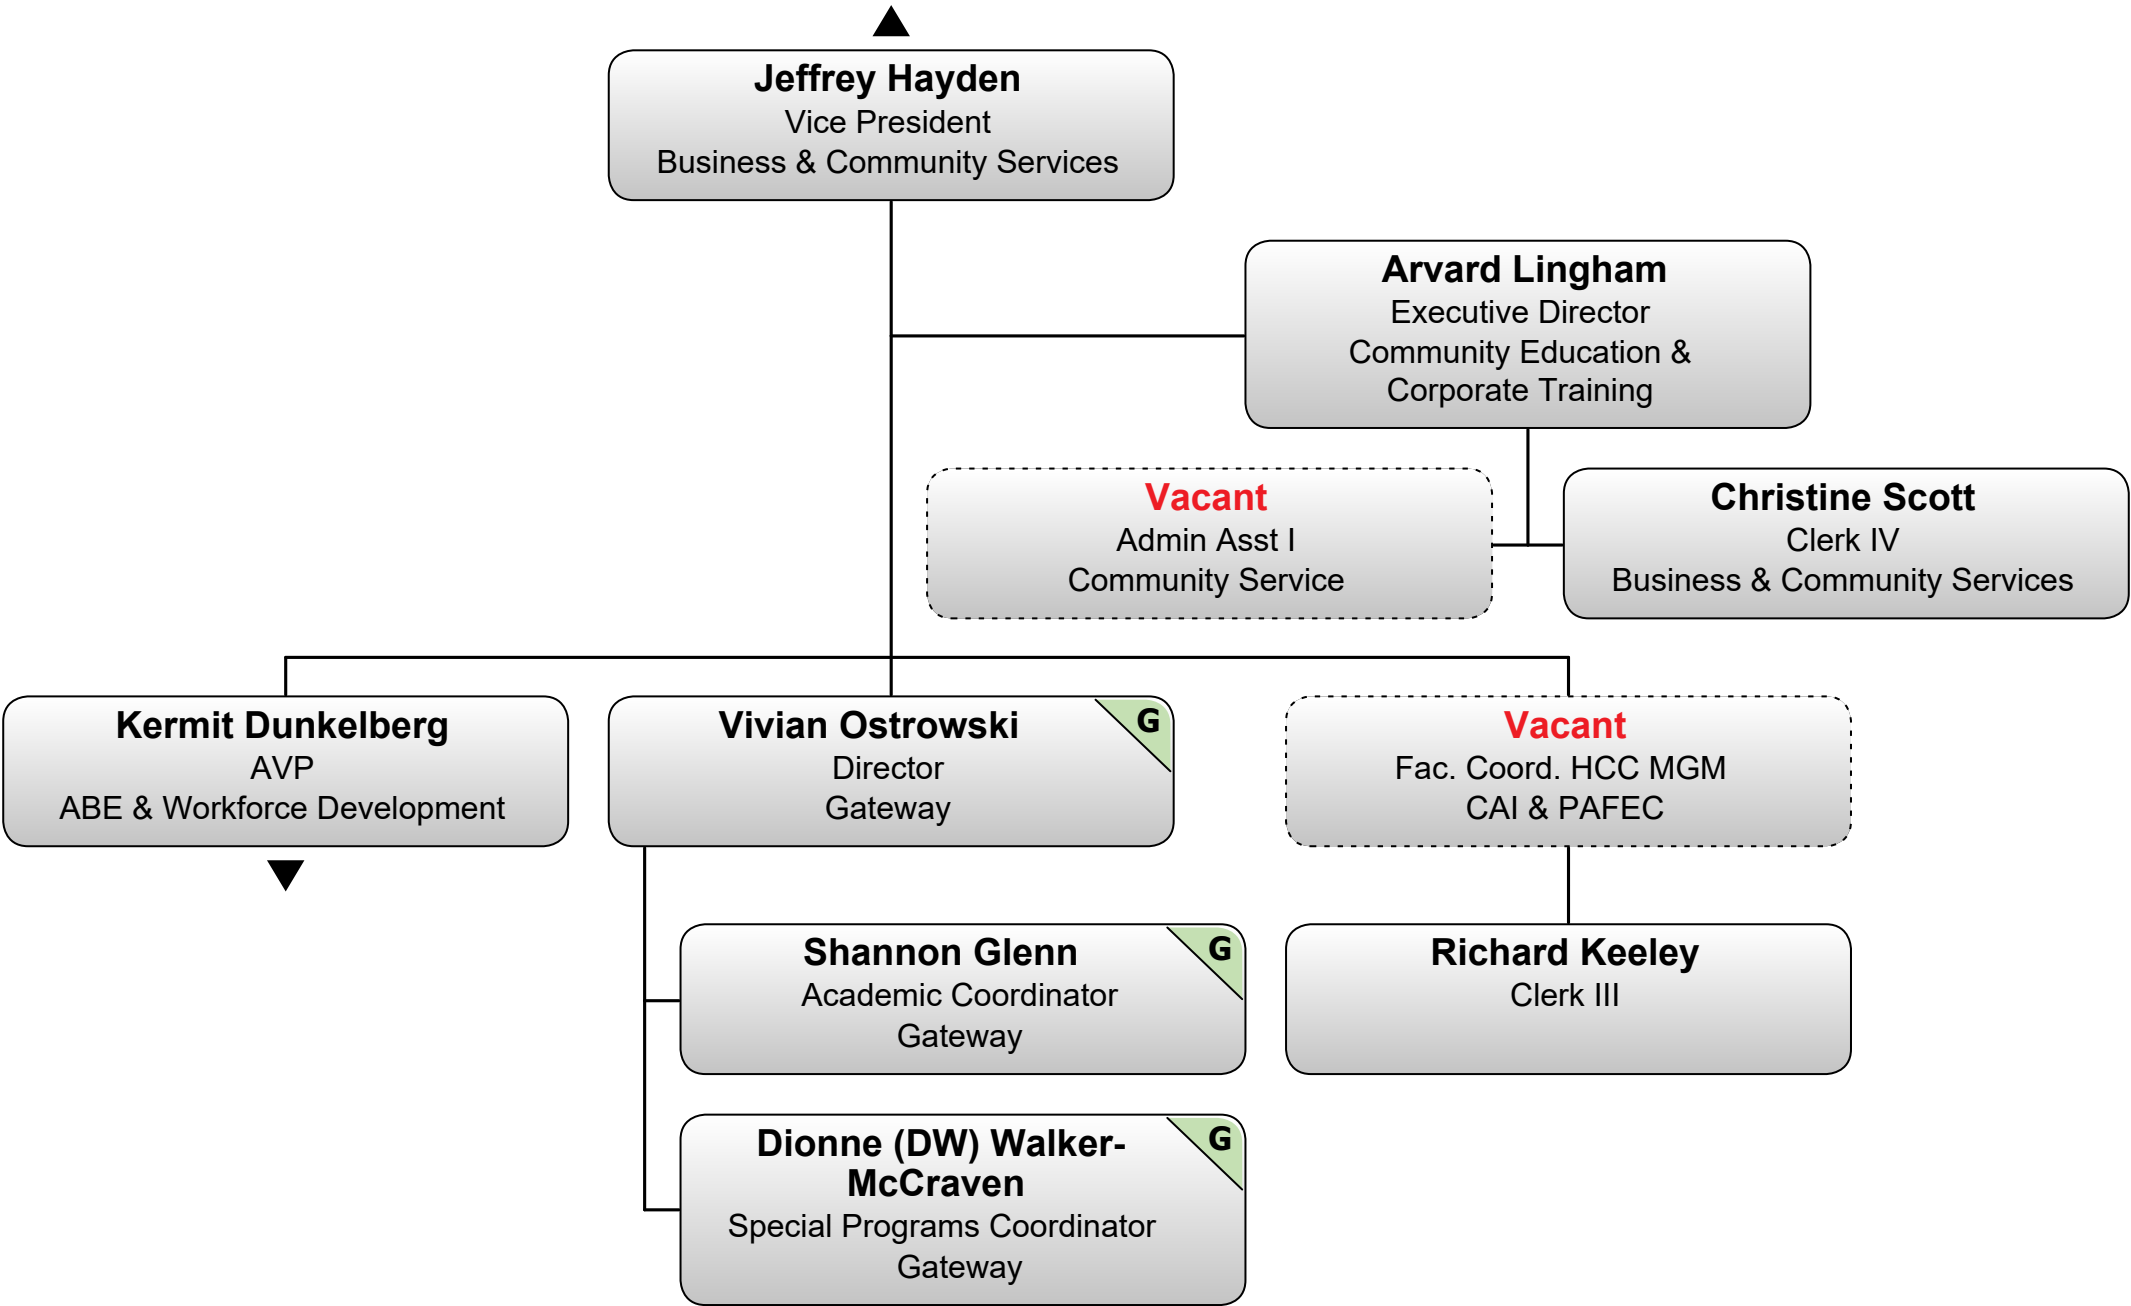 Jeffrey Hayden
Vice President
Business & Community Services
Arvard Lingham
Executive Director
Community Education &
Corporate Training
Vacant
Admin Asst I
Community Service
Christine Scott
Clerk IV
Business & Community Services
Kermit Dunkelberg
AVP
ABE & Workforce Development
Vivian Ostrowski
Director
Gateway
G
Vacant
Fac. Coord. HCC MGM
CAI & PAFEC
Shannon Glenn
Academic Coordinator
Gateway
G
Richard Keeley
Clerk III
Dionne (DW) Walker-
McCraven
Special Programs Coordinator
Gateway
G